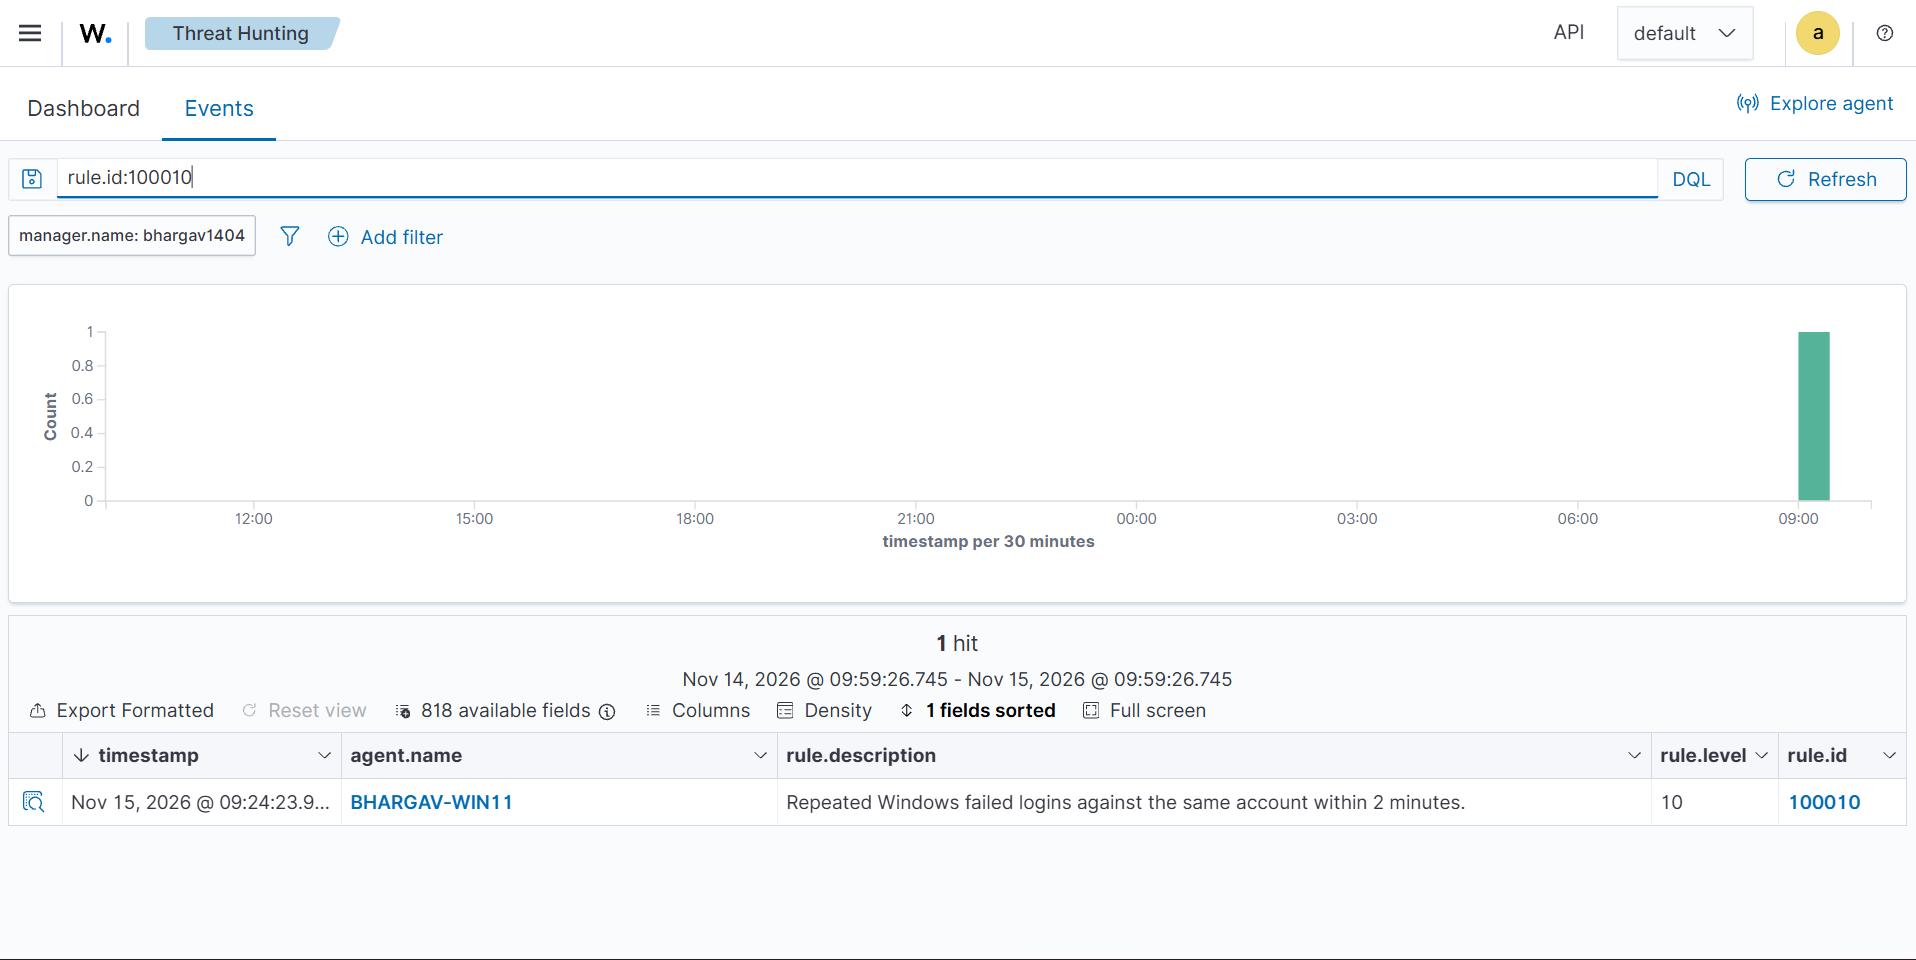 W. Threat Hunting API default a
Dashboard Events Explore agent
rule.id:100010 DQL Refresh
manager.name: bhargav1404 Add filter
1
0.8
0.6
0.4
0.2
0
Count
12:00 15:00 18:00 21:00 00:00 03:00 06:00 09:00
timestamp per 30 minutes
1 hit
Nov 14, 2026 @ 09:59:26.745 - Nov 15, 2026 @ 09:59:26.745
Export Formatted Reset view 818 available fields Columns Density 1 fields sorted Full screen
timestamp agent.name rule.description rule.level rule.id
Nov 15, 2026 @ 09:24:23.9... BHARGAV-WIN11 Repeated Windows failed logins against the same account within 2 minutes. 10 100010